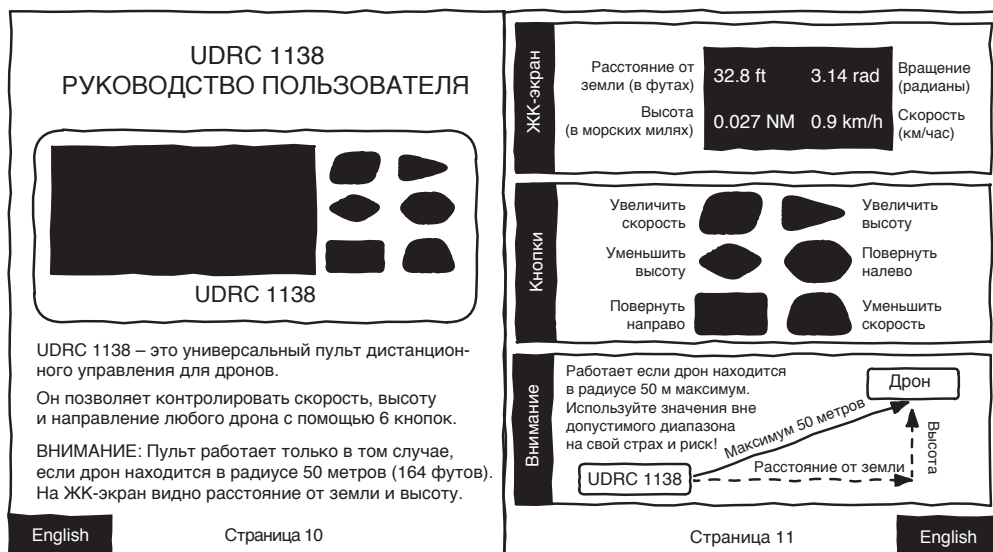 UDRC 1138
РУКОВОДСТВО ПОЛЬЗОВАТЕЛЯ
UDRC 1138
UDRC 1138 – это универсальный пульт дистанцион-
ного управления для дронов.
Он позволяет контролировать скорость, высоту
и направление любого дрона с помощью 6 кнопок.
ВНИМАНИЕ: Пульт работает только в том случае,
если дрон находится в радиусе 50 метров (164 футов).
На ЖК-экран видно расстояние от земли и высоту.
English
Страница 10
ЖК-экран
Расстояние от
земли (в футах)
32.8 ft
3.14 rad
Вращение
(радианы)
Высота
(в морских милях)
0.027 NM
0.9 km/h
Скорость
(км/час)
Кнопки
Увеличить
скорость
Увеличить
высоту
Уменьшить
высоту
Повернуть
налево
Повернуть
направо
Уменьшить
скорость
Внимание
Работает если дрон находится
в радиусе 50 м максимум.
Используйте значения вне
допустимого диапазона
на свой страх и риск!
Дрон
Максимум 50 метров
Высота
Расстояние от земли
UDRC 1138
Страница 11
English